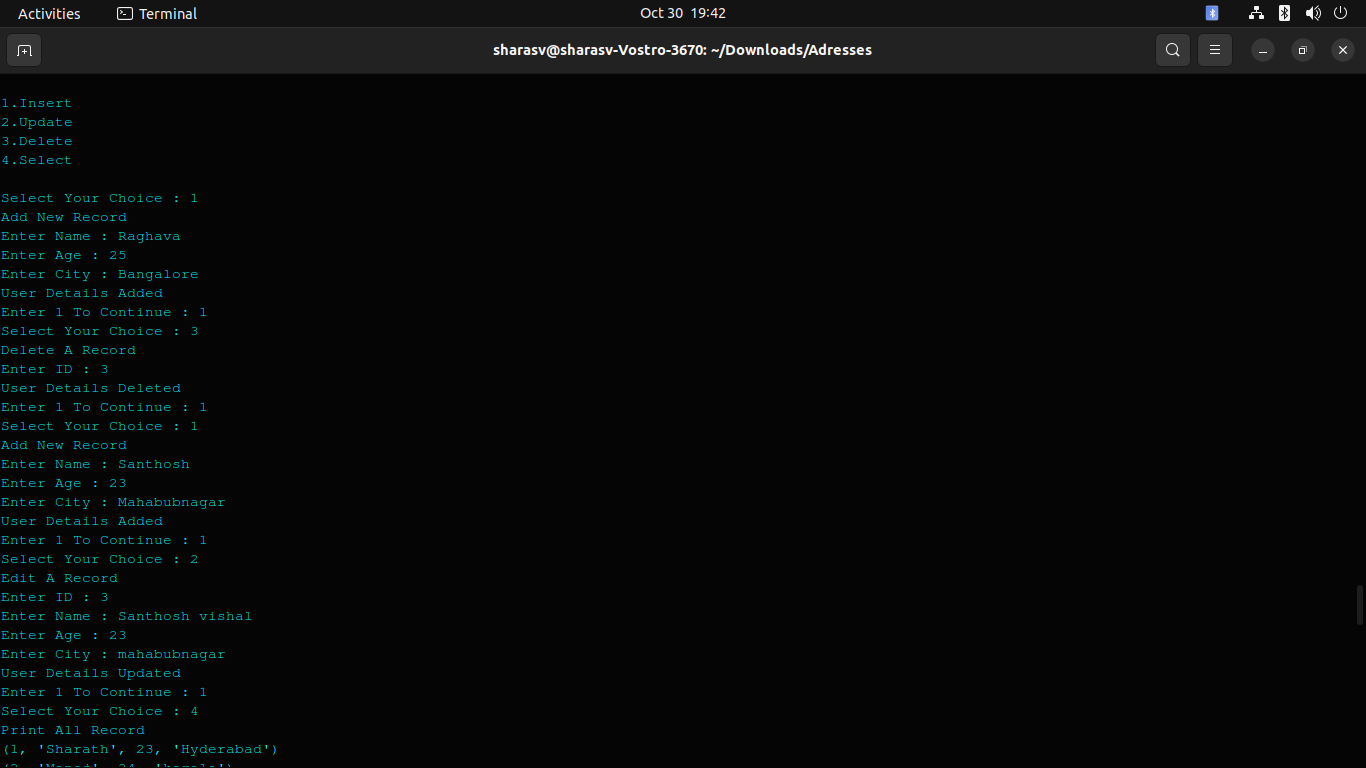 Activities
Terminal
Oct 30 19:42
sharasv@sharasv-Vostro-3670: ~/Downloads/Adresses
1.Insert
2.Update
3.Delete
4.Select
Select Your Choice : 1
Add New Record
Enter Name : Raghava
Enter Age : 25
Enter City : Bangalore
User Details Added
Enter 1 To Continue : 1
Select Your Choice : 3
Delete A Record
Enter ID : 3
User Details Deleted
Enter 1 To Continue : 1
Select Your Choice : 1
Add New Record
Enter Name : Santhosh
Enter Age : 23
Enter City : Mahabubnagar
User Details Added
Enter 1 To Continue : 1
Select Your Choice : 2
Edit A Record
Enter ID : 3
Enter Name : Santhosh vishal
Enter Age : 23
Enter City : mahabubnagar
User Details Updated
Enter 1 To Continue : 1
Select Your Choice : 4
Print All Record
(1, 'Sharath', 23, 'Hyderabad')